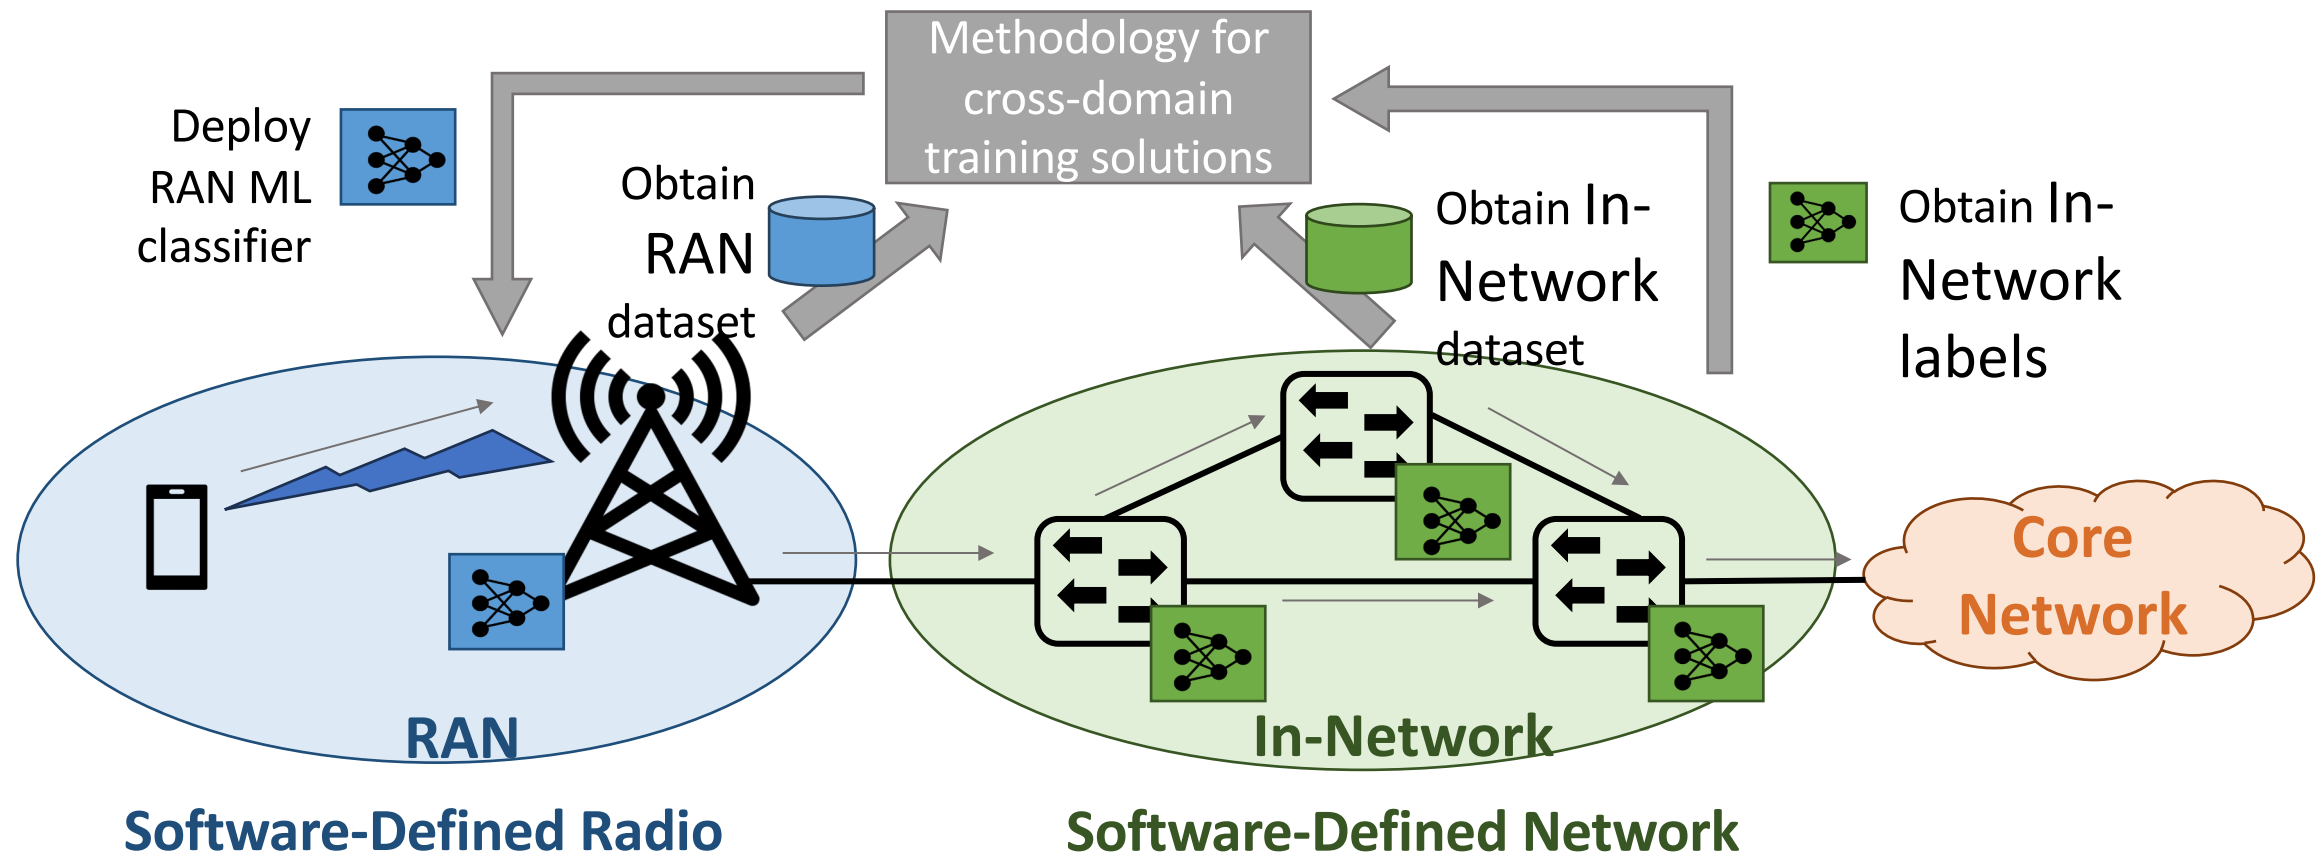 Methodology for
cross-domain
training solutions
Deploy
RAN ML
classifier
Obtain
RAN
dataset
Obtain In-
Network
dataset
Obtain In-
Network
labels
Core
Network
RAN
In-Network
Software-Defined Radio
Software-Defined Network